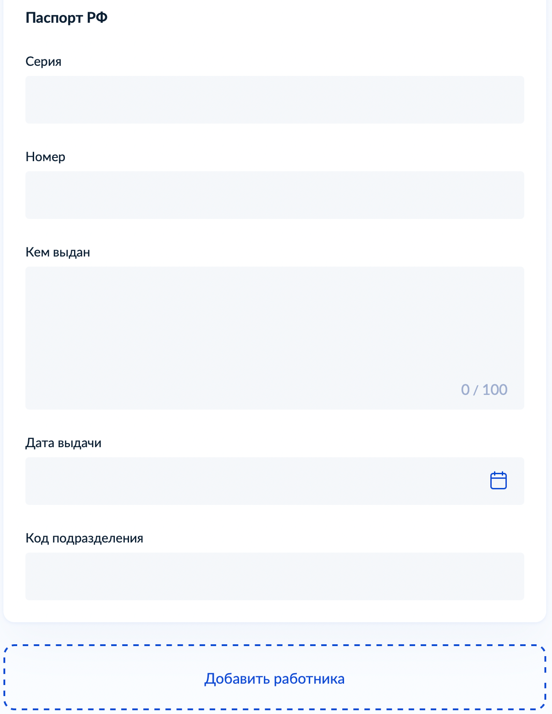 Паспорт РФ
Серия
Номер
Кем выдан
0 / 100
Дата выдачи
Код подразделения
Добавить работника